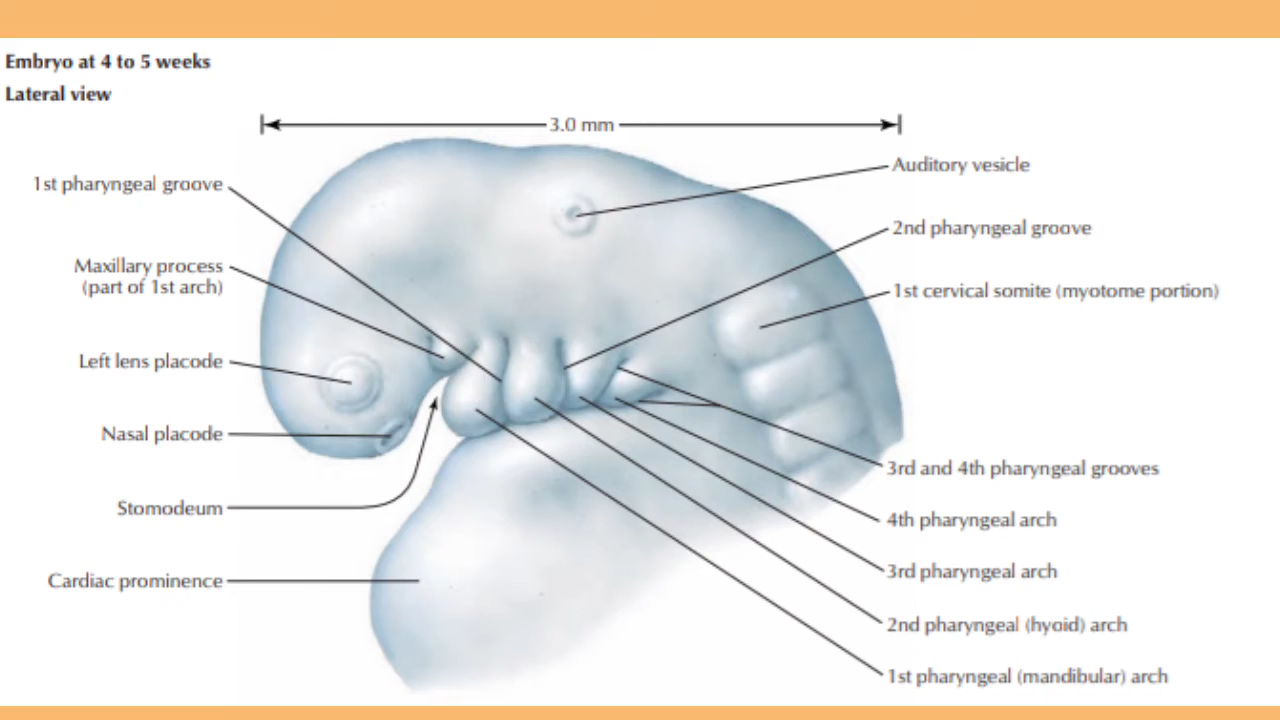 Embryo at 4 to 5 weeks
Lateral view
3.0 mm
1st pharyngeal groove
Maxillary process
(part of 1st arch)
Left lens placode
Nasal placode
Stomodeum
Cardiac prominence
Auditory vesicle
2nd pharyngeal groove
1st cervical somite (myotome portion)
3rd and 4th pharyngeal grooves
4th pharyngeal arch
3rd pharyngeal arch
2nd pharyngeal (hyoid) arch
1st pharyngeal (mandibular) arch